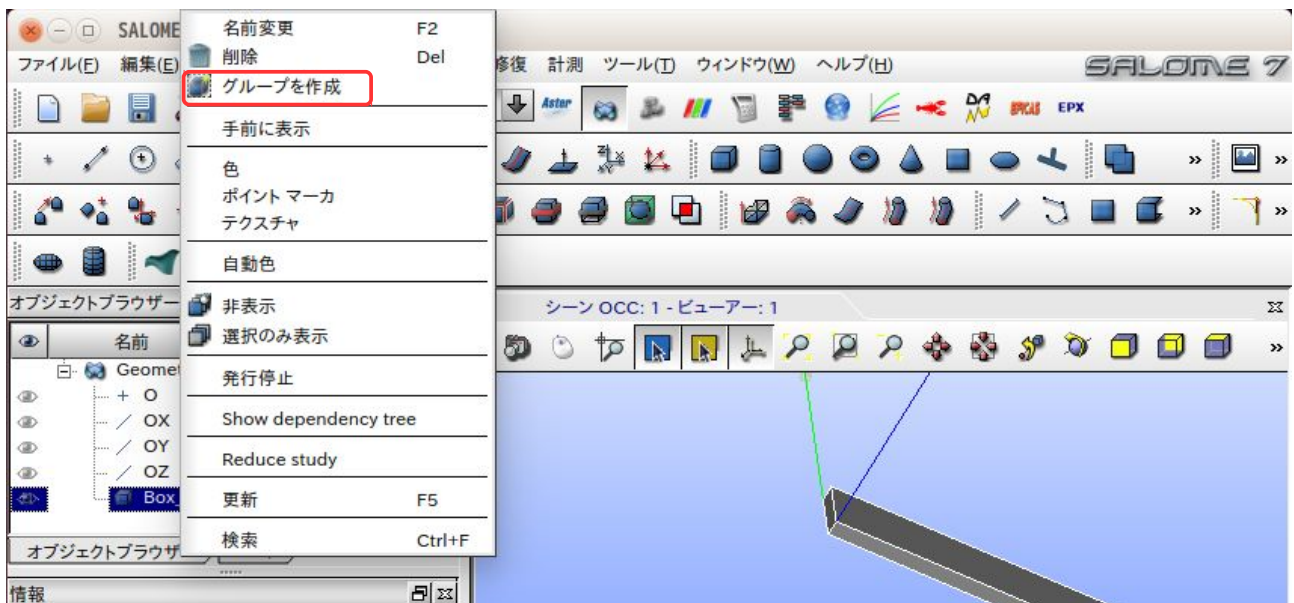 SALOME
ファイル(F) 編集(E) 修復 計測 ツール(T) ウィンドウ(W) ヘルプ(H) SALOME 7
Aster EPX
オブジェクトブラウザー
シーン OCC: 1 - ビューアー: 1
名前
Geomet
O
OX
OY
OZ
Box_
オブジェクトブラウザ
情報
名前変更 F2
削除 Del
グループを作成
手前に表示
色
ポイント マーカ
テクスチャ
自動色
非表示
選択のみ表示
発行停止
Show dependency tree
Reduce study
更新 F5
検索 Ctrl+F